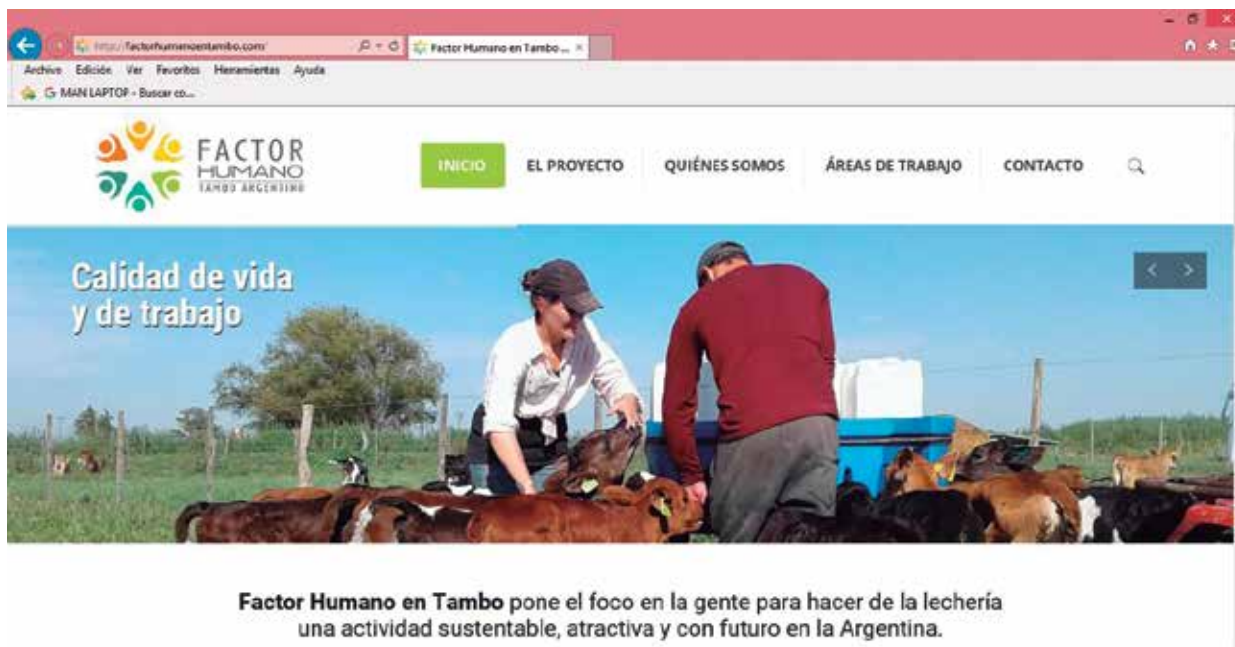 http://factorhumanoentambo.com/
Factor Humano en Tambo ...
Archivo Edición Ver Favoritos Herramientas Ayuda
G MAN LAPTOP - Buscar co...
FACTOR
HUMANO
TAMBO ARGENTINO
INICIO
EL PROYECTO
QUIÉNES SOMOS
ÁREAS DE TRABAJO
CONTACTO
Calidad de vida
y de trabajo
Factor Humano en Tambo pone el foco en la gente para hacer de la lechería
una actividad sustentable, atractiva y con futuro en la Argentina.